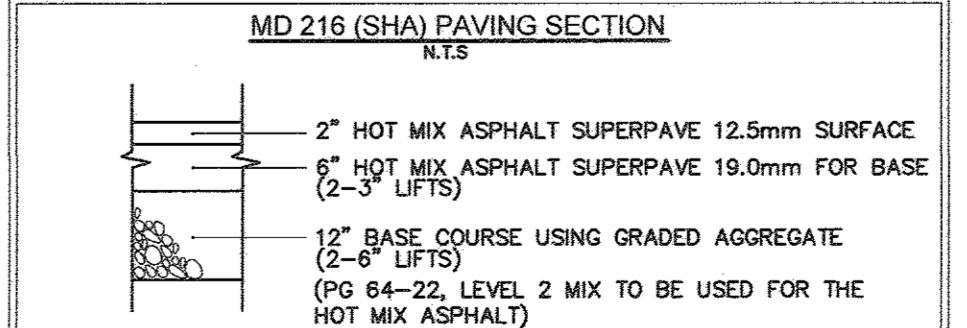 MD 216 (SHA) PAVING SECTION
N.T.S
2" HOT MIX ASPHALT SUPERPAVE 12.5mm SURFACE
6" HOT MIX ASPHALT SUPERPAVE 19.0mm FOR BASE
(2-3" LIFTS)
12" BASE COURSE USING GRADED AGGREGATE
(2-6" LIFTS)
(PG 64-22, LEVEL 2 MIX TO BE USED FOR THE
HOT MIX ASPHALT)